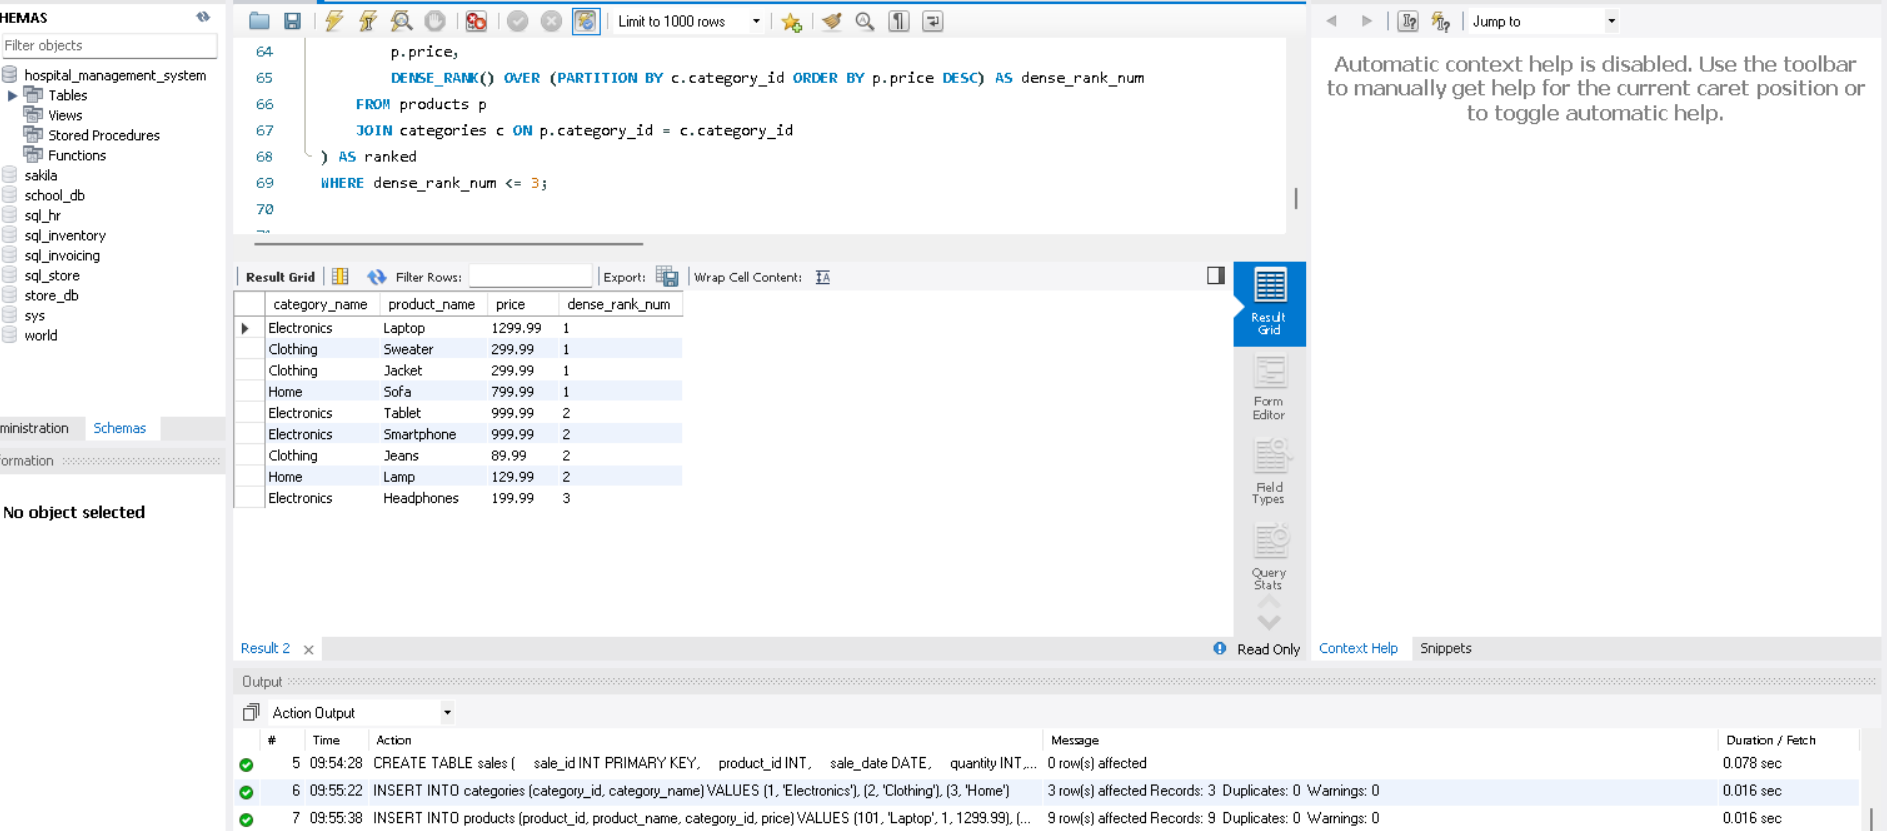 HEMAS
Filter objects
hospital_management_system
Tables
Views
Stored Procedures
Functions
sakila
school_db
sql_hr
sql_inventory
sql_invoicing
sql_store
store_db
sys
world
ministration Schemas
formation
No object selected
Limit to 1000 rows
64 p.price,
65 DENSE_RANK() OVER (PARTITION BY c.category_id ORDER BY p.price DESC) AS dense_rank_num
66 FROM products p
67 JOIN categories c ON p.category_id = c.category_id
68 ) AS ranked
69 WHERE dense_rank_num <= 3;
70
Result Grid Filter Rows: Export: Wrap Cell Content:
category_name product_name price dense_rank_num
Electronics Laptop 1299.99 1
Clothing Sweater 299.99 1
Clothing Jacket 299.99 1
Home Sofa 799.99 1
Electronics Tablet 999.99 2
Electronics Smartphone 999.99 2
Clothing Jeans 89.99 2
Home Lamp 129.99 2
Electronics Headphones 199.99 3
Result
Grid
Form
Editor
Field
Types
Query
Stats
Result 2 Read Only
Jump to
Automatic context help is disabled. Use the toolbar
to manually get help for the current caret position or
to toggle automatic help.
Context Help Snippets
Output
Action Output
# Time Action Message Duration / Fetch
5 09:54:28 CREATE TABLE sales ( sale_id INT PRIMARY KEY, product_id INT, sale_date DATE, quantity INT,... 0 row(s) affected 0.078 sec
6 09:55:22 INSERT INTO categories (category_id, category_name) VALUES (1, 'Electronics'), (2, 'Clothing'), (3, 'Home') 3 row(s) affected Records: 3 Duplicates: 0 Warnings: 0 0.016 sec
7 09:55:38 INSERT INTO products (product_id, product_name, category_id, price) VALUES (101, 'Laptop', 1, 1299.99), (... 9 row(s) affected Records: 9 Duplicates: 0 Warnings: 0 0.016 sec